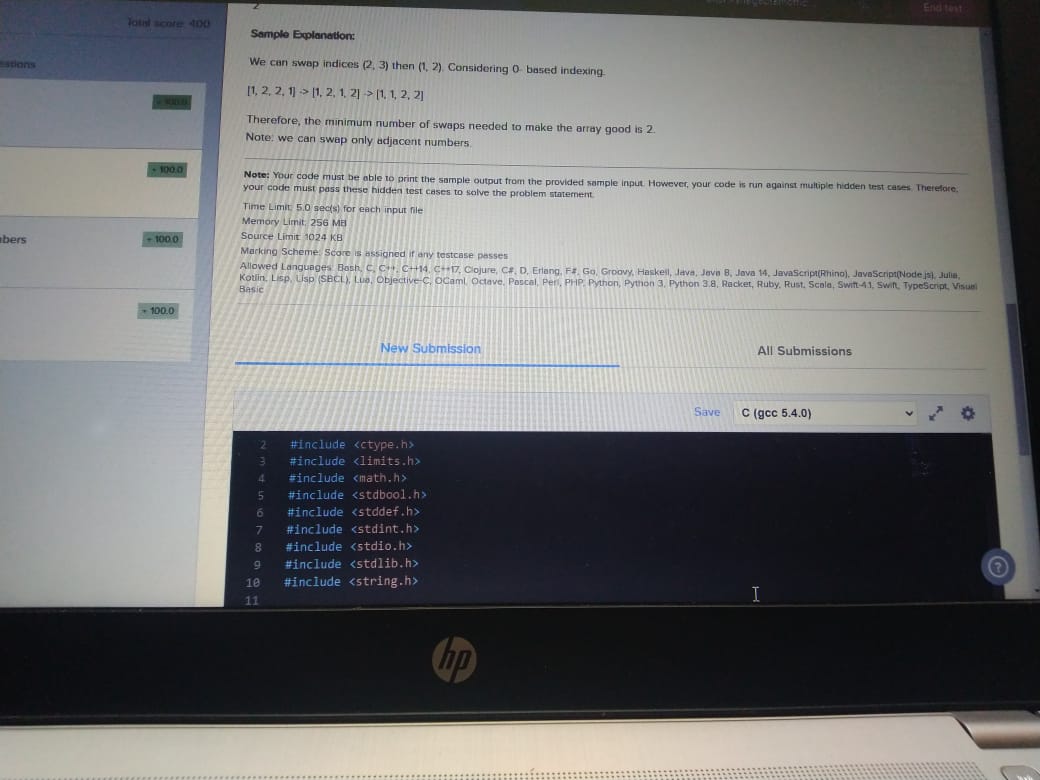 Total score: 400
End test
2
Sample Explanation:
We can swap indices (2, 3) then (1, 2). Considering 0- based indexing.
[1, 2, 2, 1] -> [1, 2, 1, 2] -> [1, 1, 2, 2]
Therefore, the minimum number of swaps needed to make the array good is 2.
Note: we can swap only adjacent numbers.
Note: Your code must be able to print the sample output from the provided sample input. However, your code is run against multiple hidden test cases. Therefore,
your code must pass these hidden test cases to solve the problem statement.
Time Limit: 5.0 sec(s) for each input file
Memory Limit: 256 MB
Source Limit: 1024 KB
Marking Scheme: Score is assigned if any testcase passes
Allowed Languages: Bash, C, C++, C++14, C++17, Clojure, C#, D, Erlang, F#, Go, Groovy, Haskell, Java, Java 8, Java 14, JavaScript(Rhino), JavaScript(Node.js), Julia,
Kotlin, Lisp, Lisp (SBCL), Lua, Objective-C, OCaml, Octave, Pascal, Perl, PHP, Python, Python 3, Python 3.8, Racket, Ruby, Rust, Scala, Swift-4.1, Swift, TypeScript, Visual
Basic
estions
+ 100.0
+ 100.0
bers
+ 100.0
+ 100.0
New Submission
All Submissions
Save
C (gcc 5.4.0)
2 #include <ctype.h>
3 #include <limits.h>
4 #include <math.h>
5 #include <stdbool.h>
6 #include <stddef.h>
7 #include <stdint.h>
8 #include <stdio.h>
9 #include <stdlib.h>
10 #include <string.h>
11
?
hp